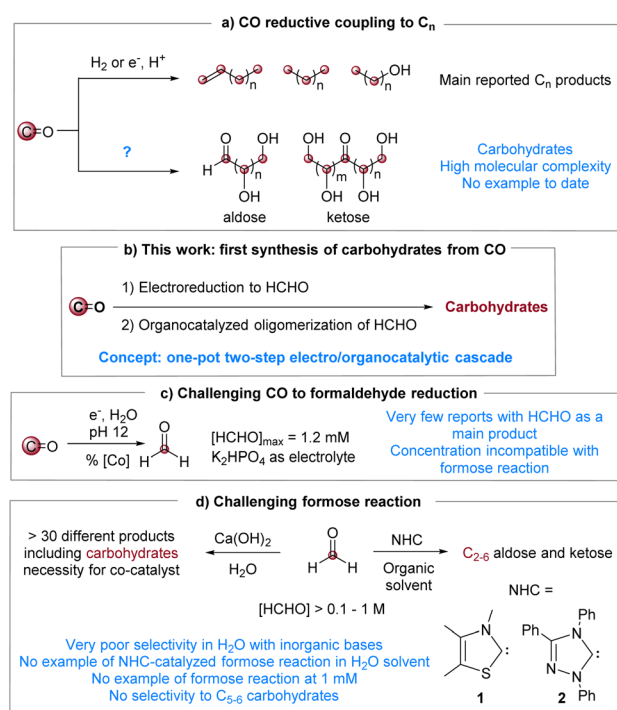 a) CO reductive coupling to Cn
C=O
H2 or e-, H+
n
n
OH
n
Main reported Cn products
?
O OH
H
n
OH
aldose
OH O OH
m n
OH OH
ketose
Carbohydrates
High molecular complexity
No example to date
b) This work: first synthesis of carbohydrates from CO
C=O
1) Electroreduction to HCHO
2) Organocatalyzed oligomerization of HCHO
Carbohydrates
Concept: one-pot two-step electro/organocatalytic cascade
c) Challenging CO to formaldehyde reduction
C=O
e-, H2O
pH 12
% [Co]
O
H H
[HCHO]max = 1.2 mM
K2HPO4 as electrolyte
Very few reports with HCHO as a
main product
Concentration incompatible with
formose reaction
d) Challenging formose reaction
> 30 different products
including carbohydrates
necessity for co-catalyst
Ca(OH)2
H2O
O
H H
NHC
Organic
solvent
C2-6 aldose and ketose
[HCHO] > 0.1 - 1 M
NHC =
Very poor selectivity in H2O with inorganic bases
No example of NHC-catalyzed formose reaction in H2O solvent
No example of formose reaction at 1 mM
No selectivity to C5-6 carbohydrates
N
S
:
1
Ph
Ph
N
N
N
:
Ph
2